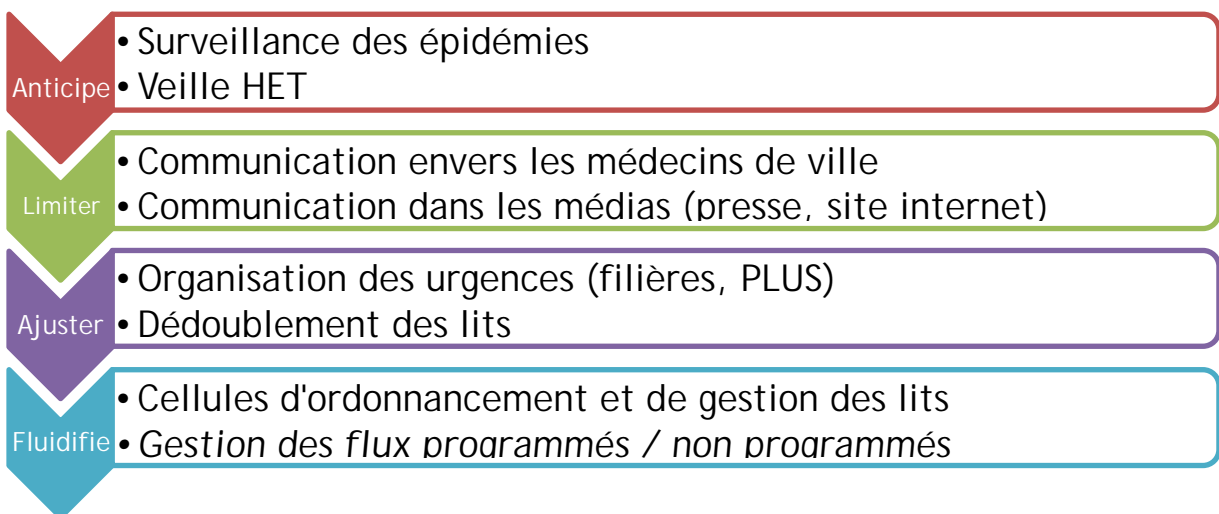 • Surveillance des épidémies
Anticipe • Veille HET
• Communication envers les médecins de ville
Limiter • Communication dans les médias (presse, site internet)
• Organisation des urgences (filières, PLUS)
Ajuster • Dédoublement des lits
• Cellules d'ordonnancement et de gestion des lits
Fluidifie • Gestion des flux programmés / non programmés